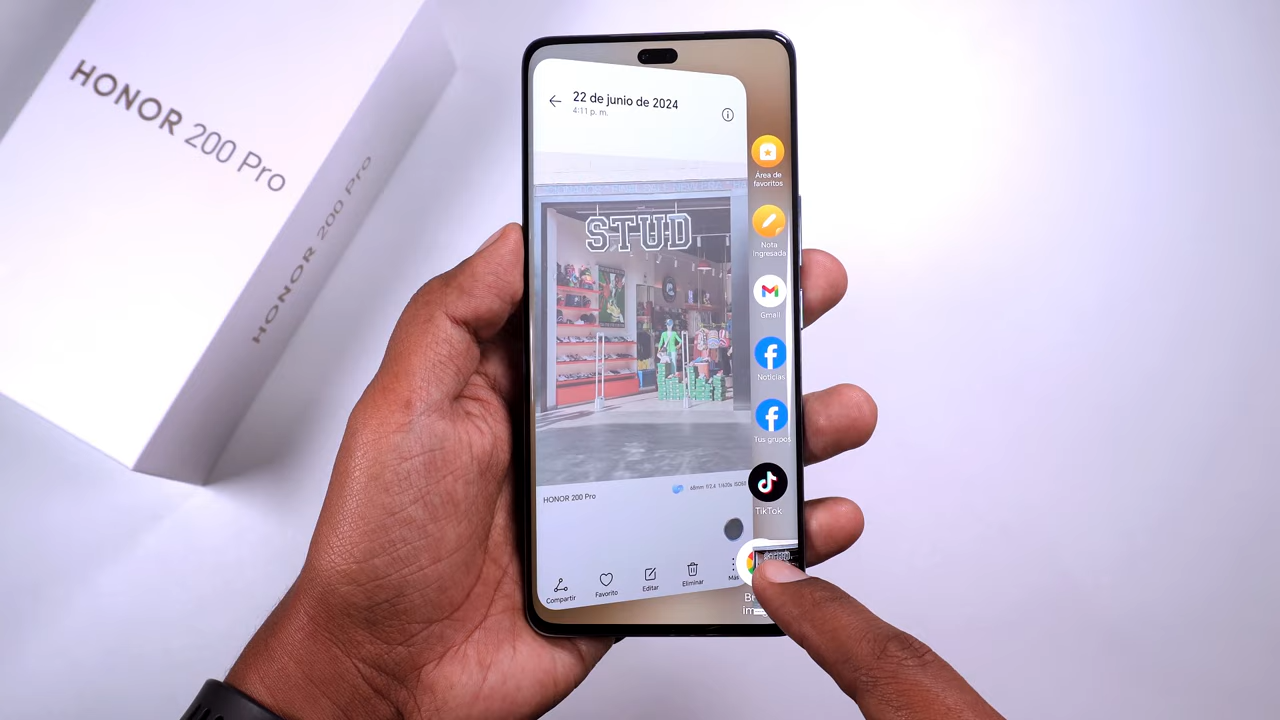 HONOR 200 Pro
HONOR 200 Pro
22 de junio de 2024
4:11 p. m.
STUD
HONOR 200 Pro
Compartir
Favorito
Editar
Eliminar
Más
Área de
favoritos
Nota
ingresada
Gmail
Noticias
Tus grupos
TikTok